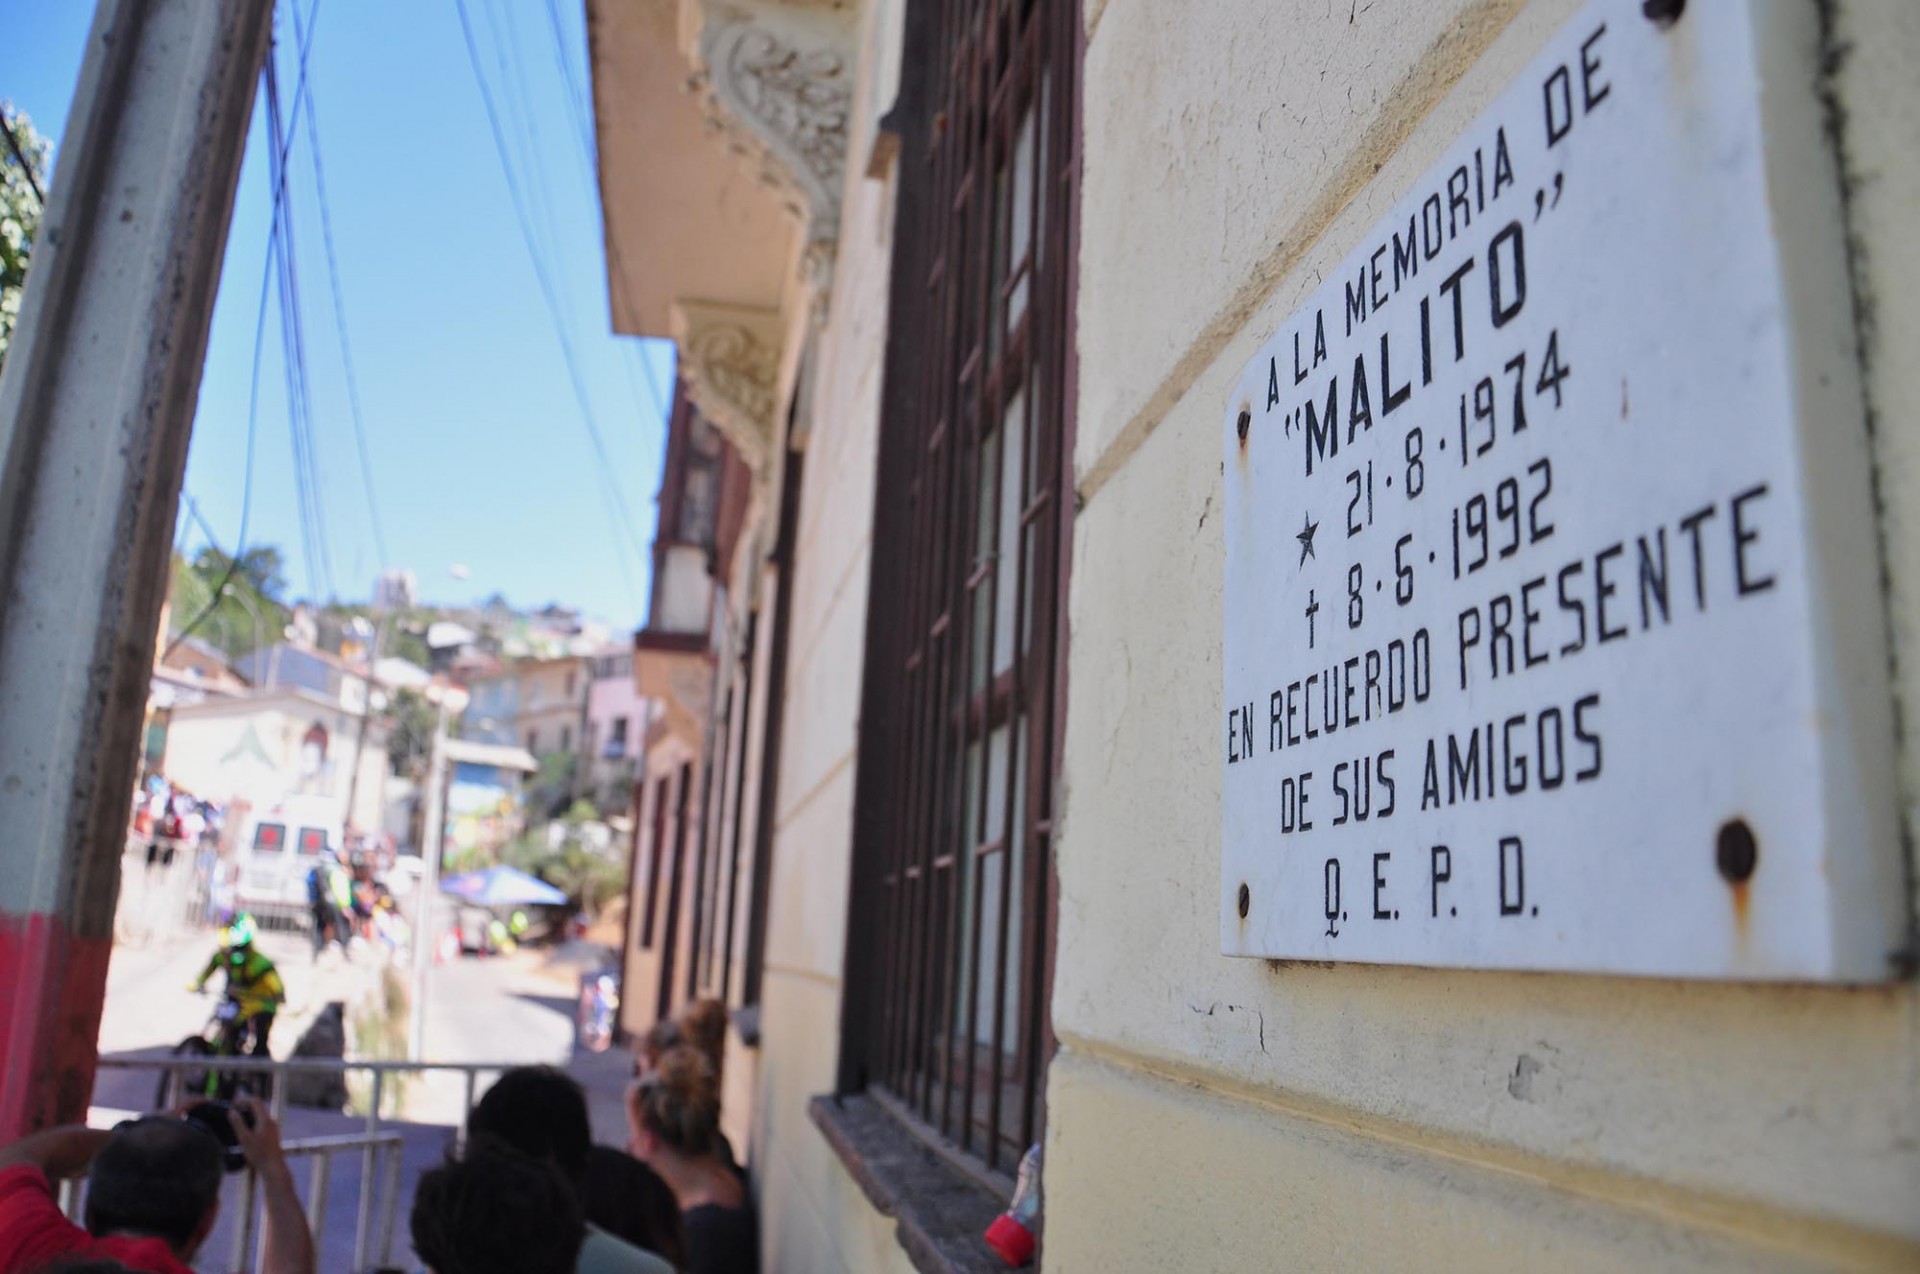 A LA MEMORIA DE
"MALITO"
★ 21·8·1974
† 8·6·1992
EN RECUERDO PRESENTE
DE SUS AMIGOS
Q. E. P. D.